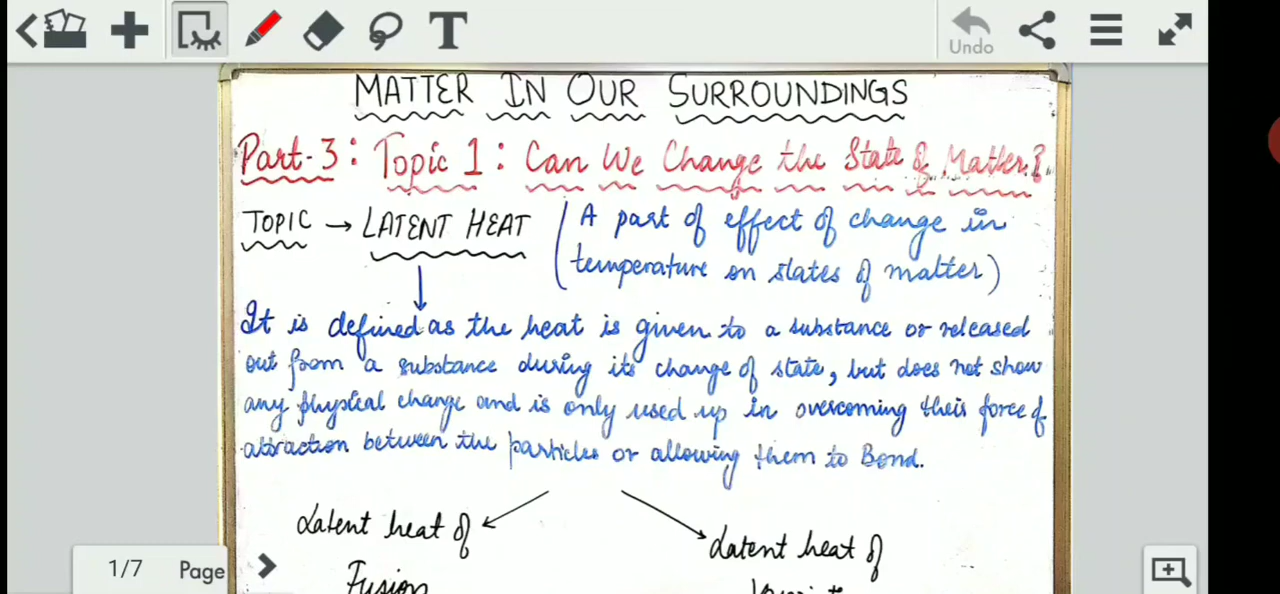 Undo
MATTER IN OUR SURROUNDINGS
Part-3: Topic 1: Can We Change the State of Matter?
TOPIC → LATENT HEAT (A part of effect of change in
temperature on states of matter)
It is defined as the heat is given to a substance or released
out from a substance during its change of state, but does not show
any physical change and is only used up in overcoming their force of
attraction between the particles or allowing them to Bond.
Latent heat of
Fusion
Latent heat of
1/7 Page